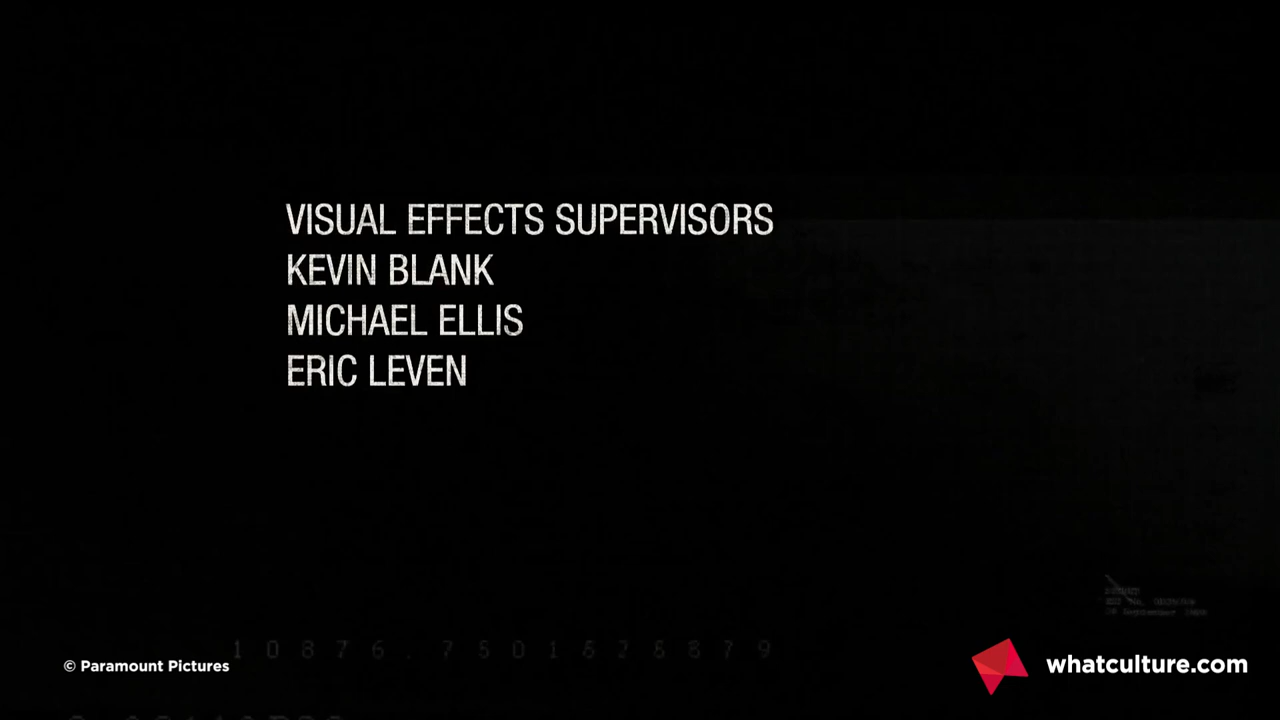 VISUAL EFFECTS SUPERVISORS
KEVIN BLANK
MICHAEL ELLIS
ERIC LEVEN
© Paramount Pictures
whatculture.com